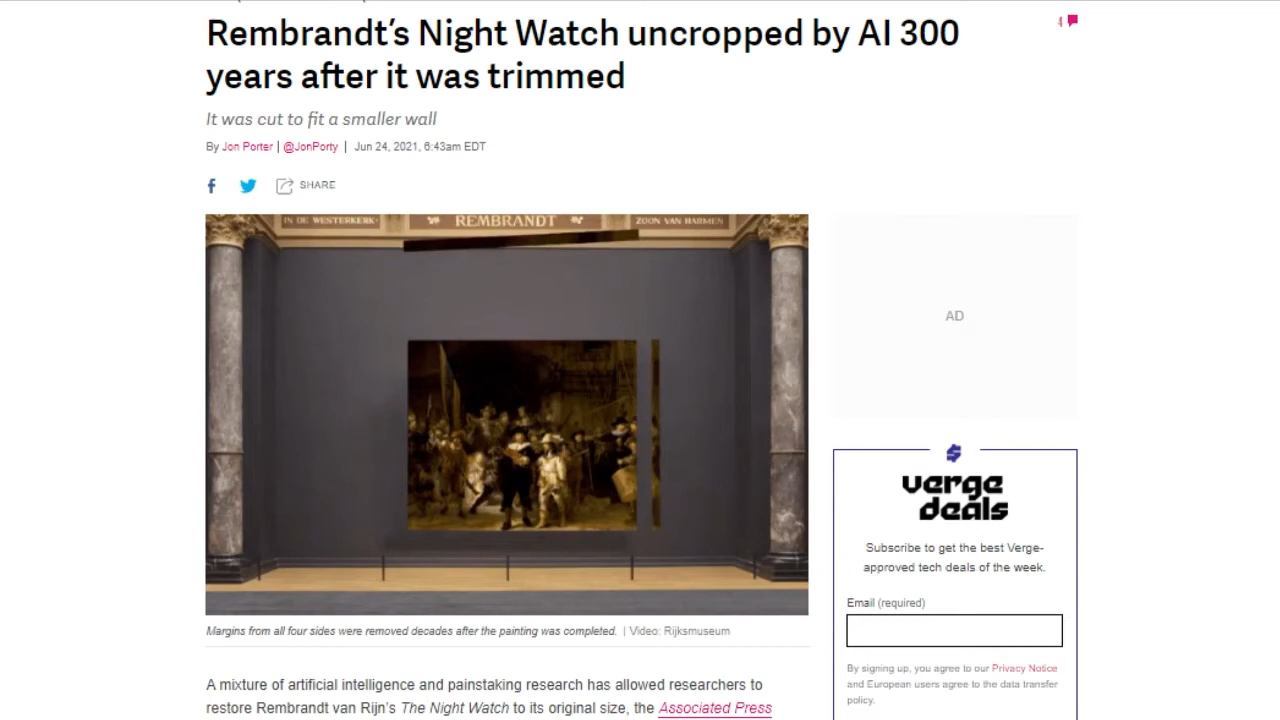 Rembrandt's Night Watch uncropped by AI 300
years after it was trimmed
4
It was cut to fit a smaller wall
By Jon Porter | @JonPorty | Jun 24, 2021, 6:43am EDT
SHARE
IN DE WESTERKERK·
REMBRANDT
ZOON VAN HARMEN
Margins from all four sides were removed decades after the painting was completed. | Video: Rijksmuseum
A mixture of artificial intelligence and painstaking research has allowed researchers to
restore Rembrandt van Rijn's The Night Watch to its original size, the Associated Press
AD
verge
deals
Subscribe to get the best Verge-
approved tech deals of the week.
Email (required)
By signing up, you agree to our Privacy Notice
and European users agree to the data transfer
policy.